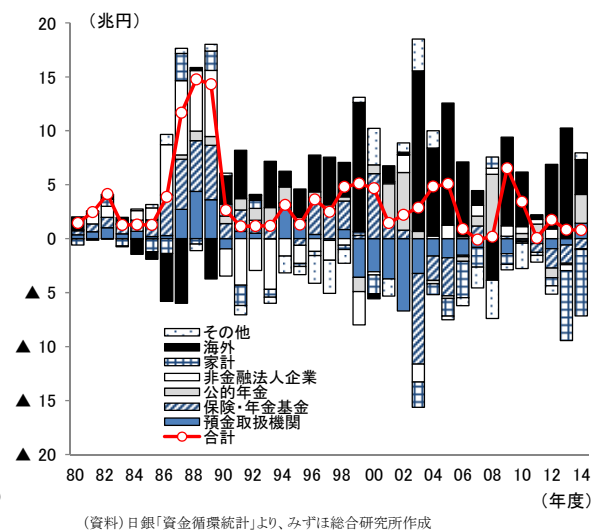 (兆円)
20
15
10
5
0
▲ 5
▲ 10
▲ 15
▲ 20
その他
海外
家計
非金融法人企業
公的年金
保険・年金基金
預金取扱機関
合計
80 82 84 86 88 90 92 94 96 98 00 02 04 06 08 10 12 14
(年度)
(資料)日銀「資金循環統計」より、みずほ総合研究所作成